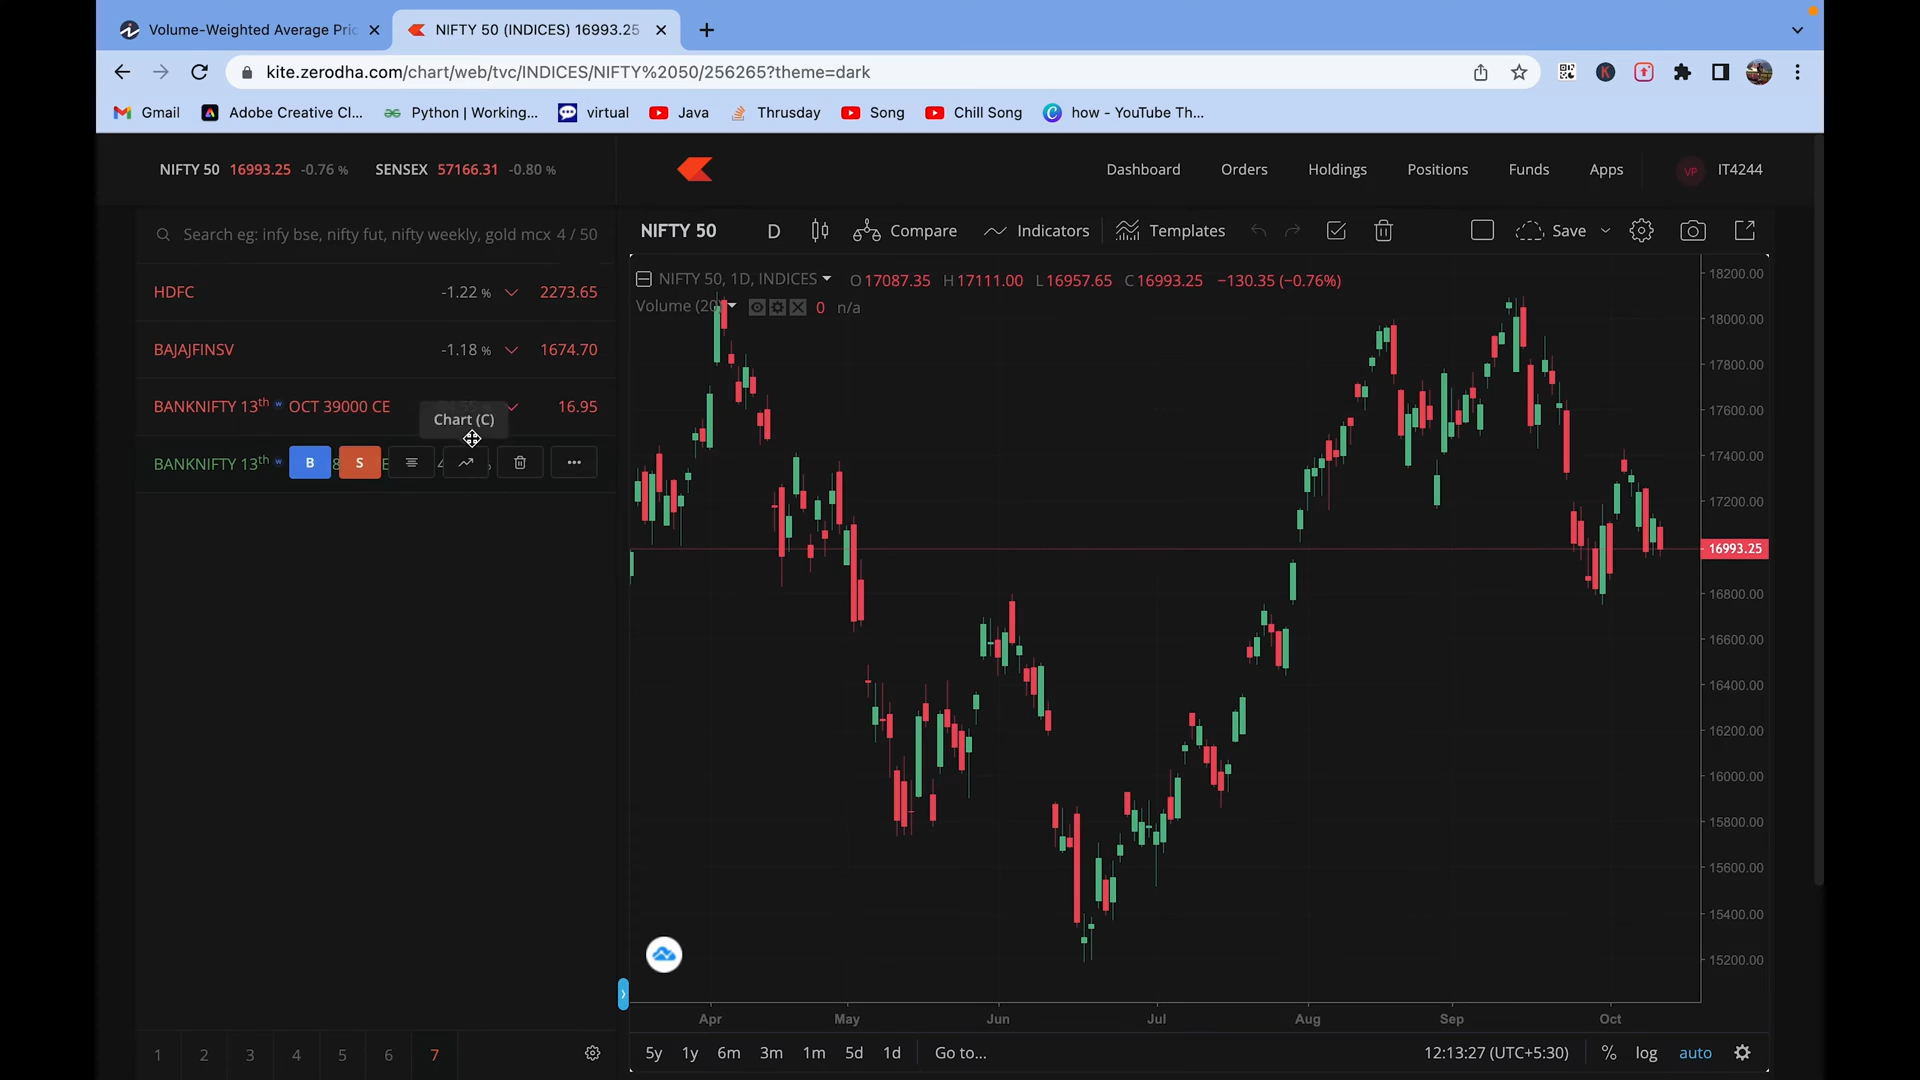 Volume-Weighted Average Pric
NIFTY 50 (INDICES) 16993.25
kite.zerodha.com/chart/web/tvc/INDICES/NIFTY%2050/256265?theme=dark
Gmail Adobe Creative Cl... Python | Working... virtual Java Thrusday Song Chill Song how - YouTube Th...
NIFTY 50 16993.25 -0.76 % SENSEX 57166.31 -0.80 %
Dashboard Orders Holdings Positions Funds Apps VP IT4244
Search eg: infy bse, nifty fut, nifty weekly, gold mcx 4 / 50
NIFTY 50 D Compare Indicators Templates Save
HDFC -1.22 % 2273.65
BAJAJFINSV -1.18 % 1674.70
BANKNIFTY 13th W OCT 39000 CE 16.95
Chart (C)
BANKNIFTY 13th W B S E
NIFTY 50, 1D, INDICES O17087.35 H17111.00 L16957.65 C16993.25 −130.35 (−0.76%)
Volume (20) 0 n/a
18200.00
18000.00
17800.00
17600.00
17400.00
17200.00
16993.25
16800.00
16600.00
16400.00
16200.00
16000.00
15800.00
15600.00
15400.00
15200.00
Apr May Jun Jul Aug Sep Oct
1 2 3 4 5 6 7
5y 1y 6m 3m 1m 5d 1d Go to... 12:13:27 (UTC+5:30) % log auto